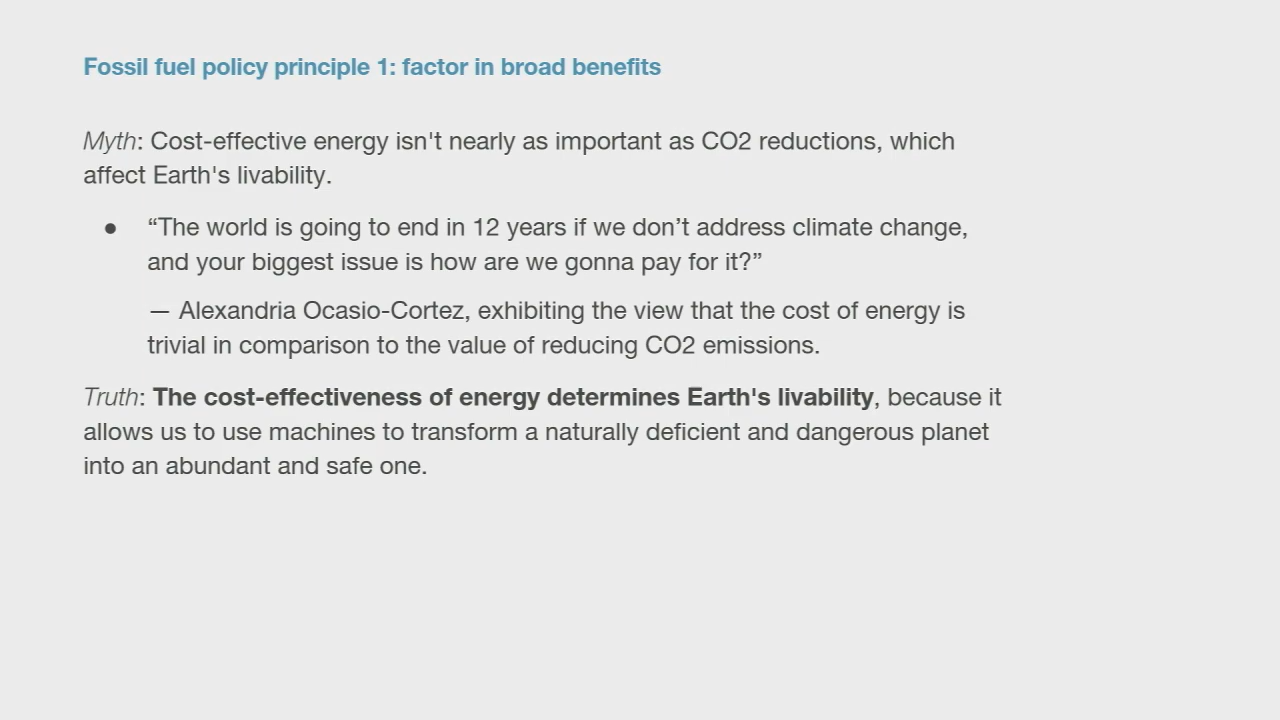 Fossil fuel policy principle 1: factor in broad benefits
Myth: Cost-effective energy isn't nearly as important as CO2 reductions, which
affect Earth's livability.
● “The world is going to end in 12 years if we don’t address climate change,
and your biggest issue is how are we gonna pay for it?”
— Alexandria Ocasio-Cortez, exhibiting the view that the cost of energy is
trivial in comparison to the value of reducing CO2 emissions.
Truth: The cost-effectiveness of energy determines Earth's livability, because it
allows us to use machines to transform a naturally deficient and dangerous planet
into an abundant and safe one.